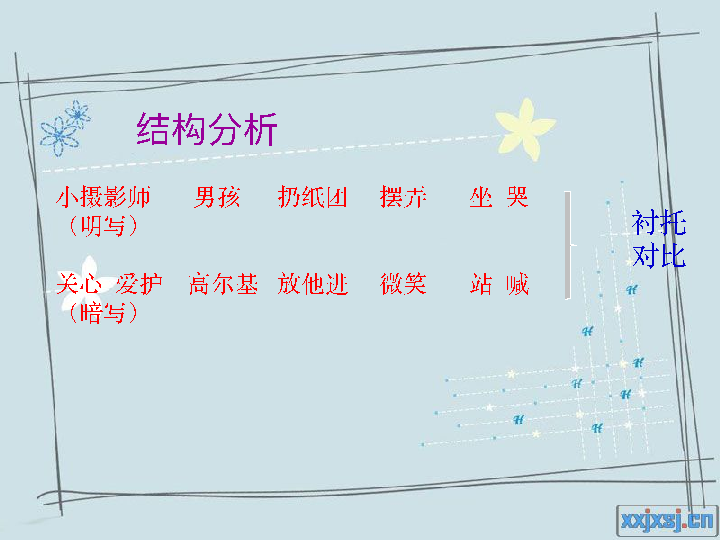 结构分析
小摄影师 男孩 扔纸团 摆弄 坐 哭
（明写）
关心 爱护 高尔基 放他进 微笑 站 喊
（暗写）
衬托
对比
xxjxsj.cn